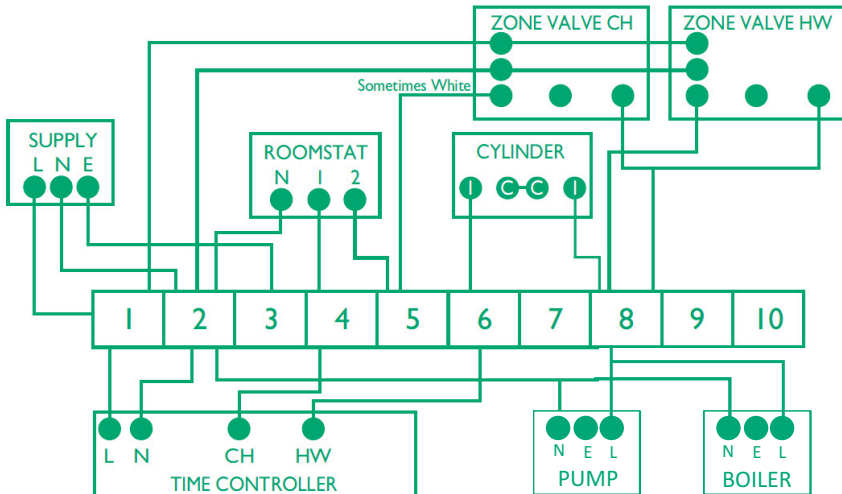 ZONE VALVE CH
ZONE VALVE HW
Sometimes White
SUPPLY
L N E
ROOMSTAT
N 1 2
CYLINDER
1 C C 1
1 2 3 4 5 6 7 8 9 10
L N CH HW
TIME CONTROLLER
N E L
PUMP
N E L
BOILER